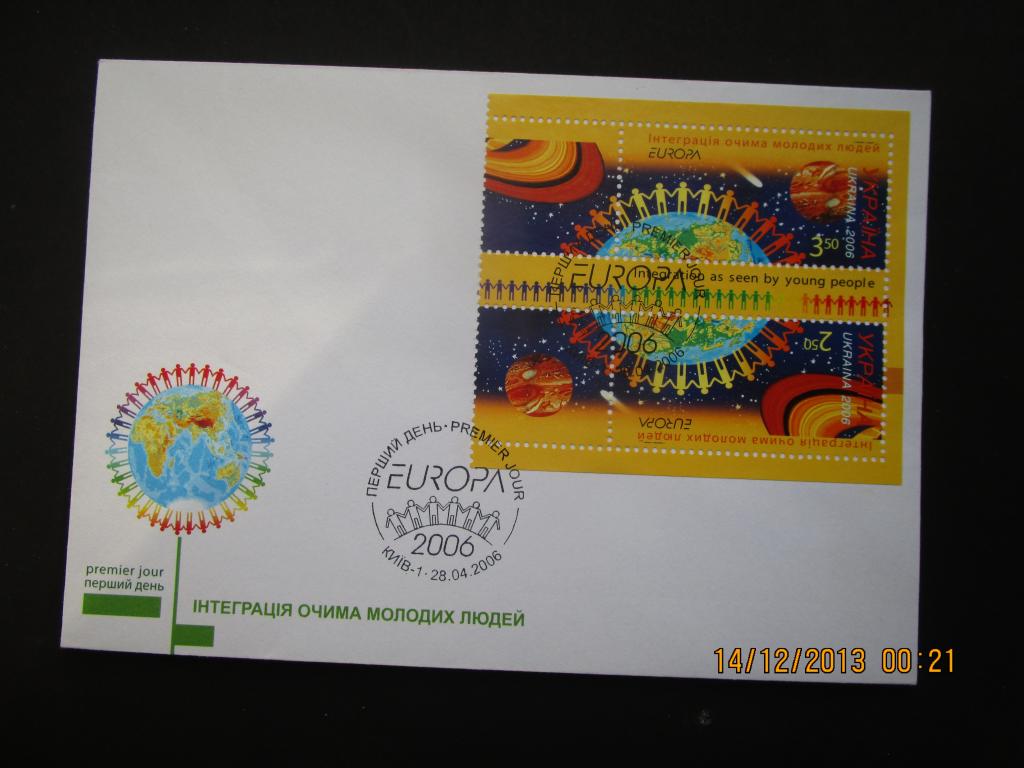 Інтеграція очима молодих людей
EUROPA
УКРАЇНА
UKRAINA · 2006
3 50
Integration as seen by young people
ПЕРШИЙ ДЕНЬ · PREMIER JOUR
EUROPA
2006
2 50
УКРАЇНА
UKRAINA 2006
EUROPA
Інтеграція очима молодих людей
ПЕРШИЙ ДЕНЬ · PREMIER JOUR
EUROPA
2006
КИЇВ-1 · 28.04.2006
premier jour
перший день
ІНТЕГРАЦІЯ ОЧИМА МОЛОДИХ ЛЮДЕЙ
14/12/2013 00:21